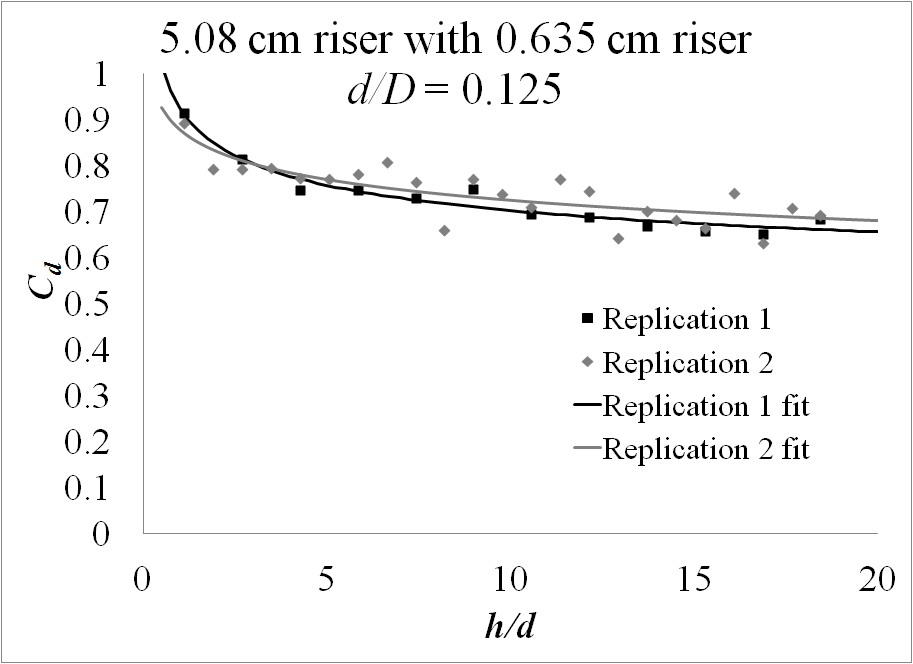 5.08 cm riser with 0.635 cm riser
d/D = 0.125
1
0.9
0.8
0.7
0.6
0.5
0.4
0.3
0.2
0.1
0
C_d
Replication 1
Replication 2
Replication 1 fit
Replication 2 fit
0 5 10 15 20
h/d